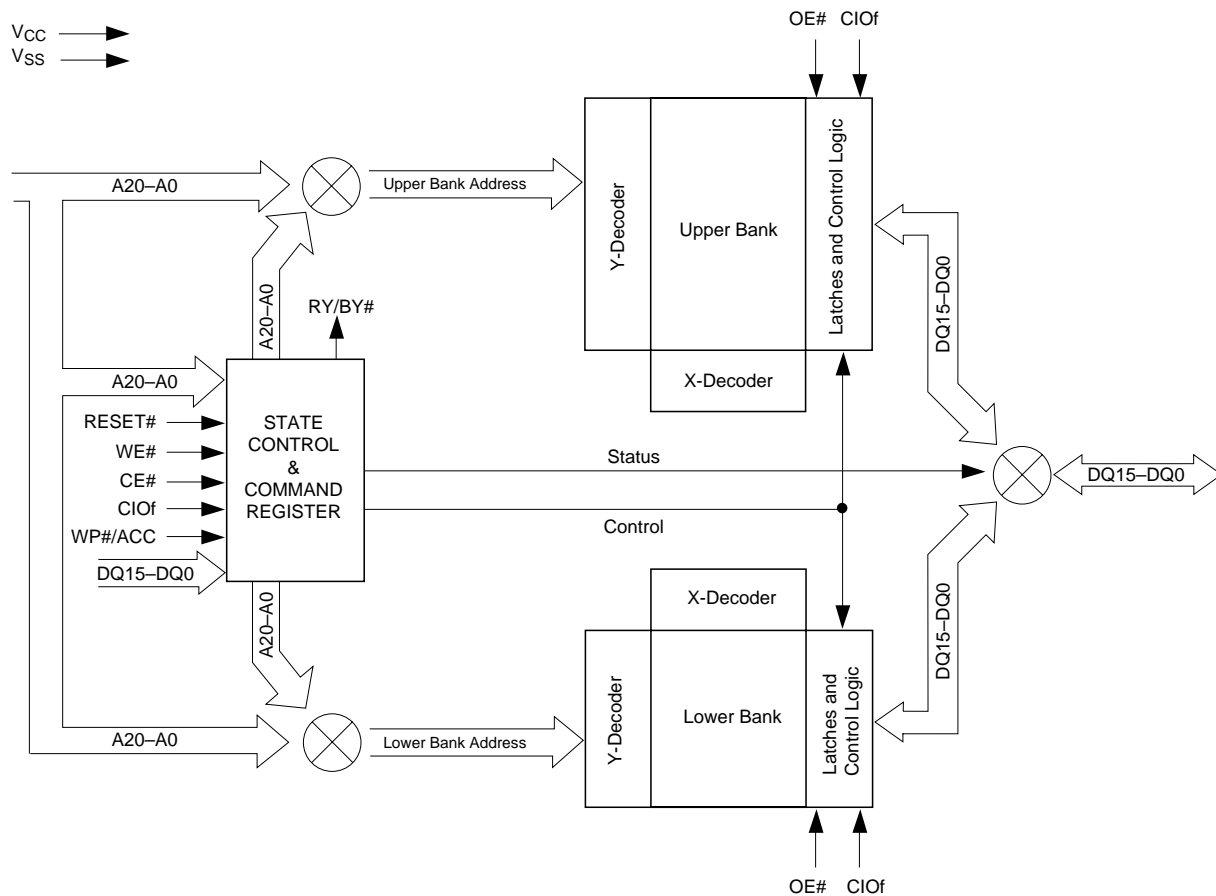 VCC
VSS
OE# CIOf
A20–A0
Upper Bank Address
Y-Decoder
Upper Bank
Latches and Control Logic
X-Decoder
DQ15–DQ0
A20–A0
RY/BY#
A20–A0
RESET#
WE#
CE#
CIOf
WP#/ACC
DQ15–DQ0
STATE
CONTROL
&
COMMAND
REGISTER
Status
Control
DQ15–DQ0
A20–A0
X-Decoder
DQ15–DQ0
A20–A0
Lower Bank Address
Y-Decoder
Lower Bank
Latches and
Control Logic
OE# CIOf